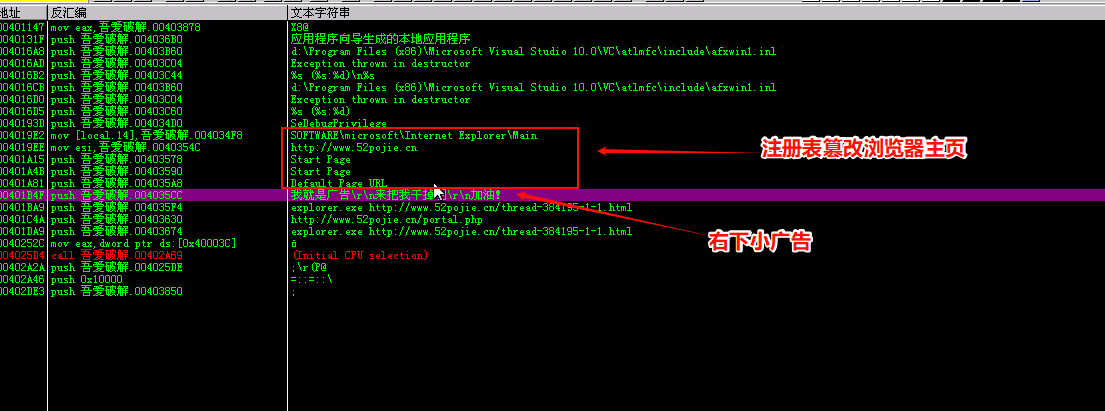 地址 反汇编 文本字符串
00401147 mov eax,吾爱破解.00403878 X8@
0040131F push 吾爱破解.004036B0 应用程序向导生成的本地应用程序
004016A8 push 吾爱破解.00403B60 d:\Program Files (x86)\Microsoft Visual Studio 10.0\VC\atlmfc\include\afxwin1.inl
004016AD push 吾爱破解.00403C04 Exception thrown in destructor
004016B2 push 吾爱破解.00403C44 %s (%s:%d)\n%s
004016CB push 吾爱破解.00403B60 d:\Program Files (x86)\Microsoft Visual Studio 10.0\VC\atlmfc\include\afxwin1.inl
004016D0 push 吾爱破解.00403C04 Exception thrown in destructor
004016D5 push 吾爱破解.00403C60 %s (%s:%d)
0040193D push 吾爱破解.004034D0 SeDebugPrivilege
004019E2 mov [local.14],吾爱破解.004034F8 SOFTWARE\microsoft\Internet Explorer\Main
004019EE mov esi,吾爱破解.0040354C http://www.52pojie.cn
00401A15 push 吾爱破解.00403578 Start Page
00401A4B push 吾爱破解.00403590 Start Page
00401A81 push 吾爱破解.004035A8 Default_Page_URL
注册表篡改浏览器主页
00401B4F push 吾爱破解.004035CC 我就是广告\r\n来把我干掉\r\n加油!
00401BA9 push 吾爱破解.004035F4 explorer.exe http://www.52pojie.cn/thread-384195-1-1.html
00401C4A push 吾爱破解.00403630 http://www.52pojie.cn/portal.php
00401DA9 push 吾爱破解.00403674 explorer.exe http://www.52pojie.cn/thread-384195-1-1.html
右下小广告
0040252C mov eax,dword ptr ds:[0x40003C]
004025D4 call 吾爱破解.00402A89 (Initial CPU selection)
00402A2A push 吾爱破解.004025DE ;\r(P@
00402A46 push 0x10000 =::=::\
00402DE3 push 吾爱破解.00403850 ;